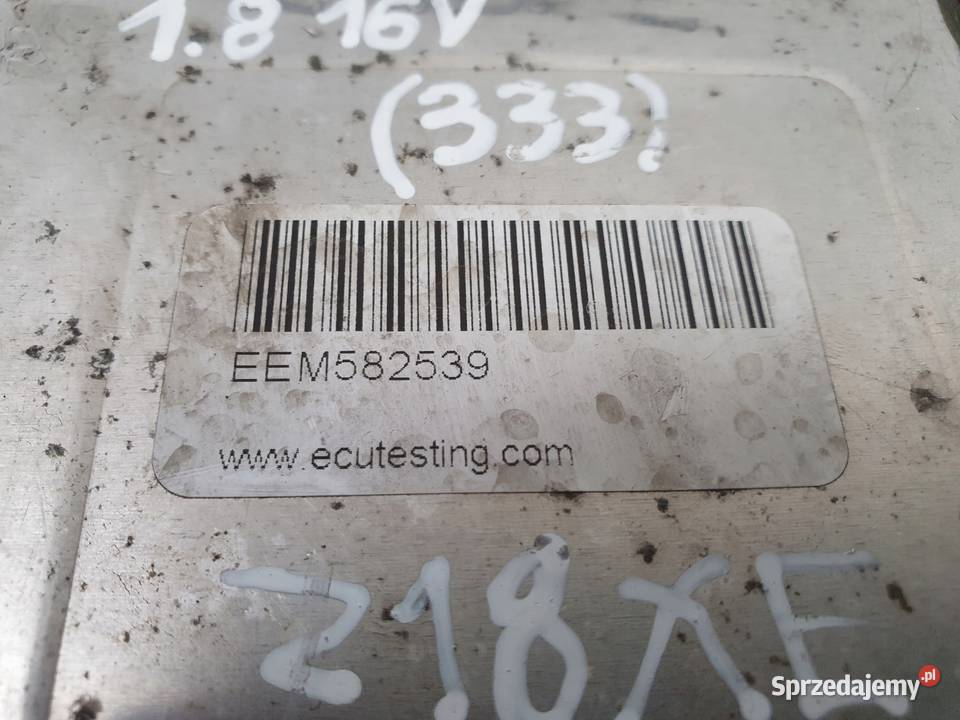 1.8 16V
(333)
EEM582539
www.ecutesting.com
Z18XE
Sprzedajemy.pl